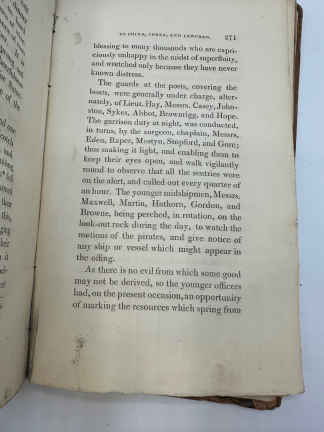 TO CHINA, COREA, AND LEWCHEW. 271
blessing to many thousands who are capri-
ciously unhappy in the midst of superfluity,
and wretched only because they have never
known distress.
The guards at the posts, covering the
boats, were generally under charge, alter-
nately, of Lieut. Hay, Messrs. Casey, John-
ston, Sykes, Abbot, Brownrigg, and Hope.
The garrison duty at night, was conducted,
in turns, by the surgeon, chaplain, Messrs.
Eden, Raper, Mostyn, Stopford, and Gore;
thus making it light, and enabling them to
keep their eyes open, and walk vigilantly
round to observe that all the sentries were
on the alert, and called out every quarter of
an hour. The younger midshipmen, Messrs.
Maxwell, Martin, Hathorn, Gordon, and
Browne, being perched, in rotation, on the
look-out rock during the day, to watch the
motions of the pirates, and give notice of
any ship or vessel which might appear in
the offing.
As there is no evil from which some good
may not be derived, so the younger officers
had, on the present occasion, an opportunity
of marking the resources which spring from